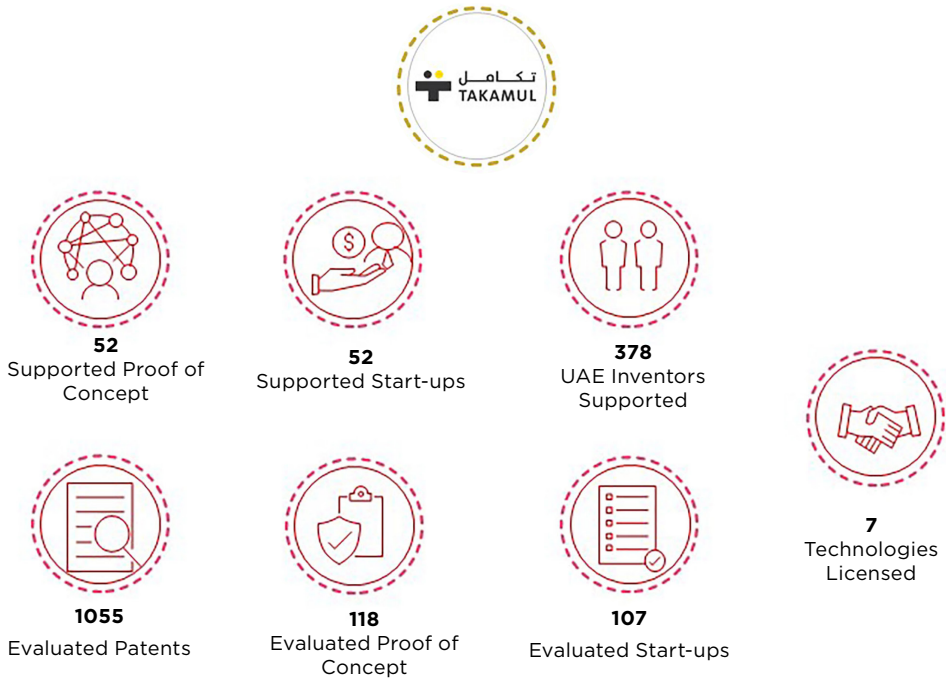 تكامل
TAKAMUL
52
Supported Proof of
Concept
52
Supported Start-ups
378
UAE Inventors
Supported
7
Technologies
Licensed
1055
Evaluated Patents
118
Evaluated Proof of
Concept
107
Evaluated Start-ups
$